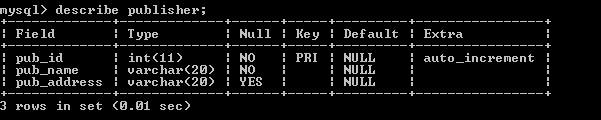 mysql> describe publisher;
+-------------+-------------+------+-----+---------+----------------+
| Field       | Type        | Null | Key | Default | Extra          |
+-------------+-------------+------+-----+---------+----------------+
| pub_id      | int(11)     | NO   | PRI | NULL    | auto_increment |
| pub_name    | varchar(20) | NO   |     | NULL    |                |
| pub_address | varchar(20) | YES  |     | NULL    |                |
+-------------+-------------+------+-----+---------+----------------+
3 rows in set (0.01 sec)